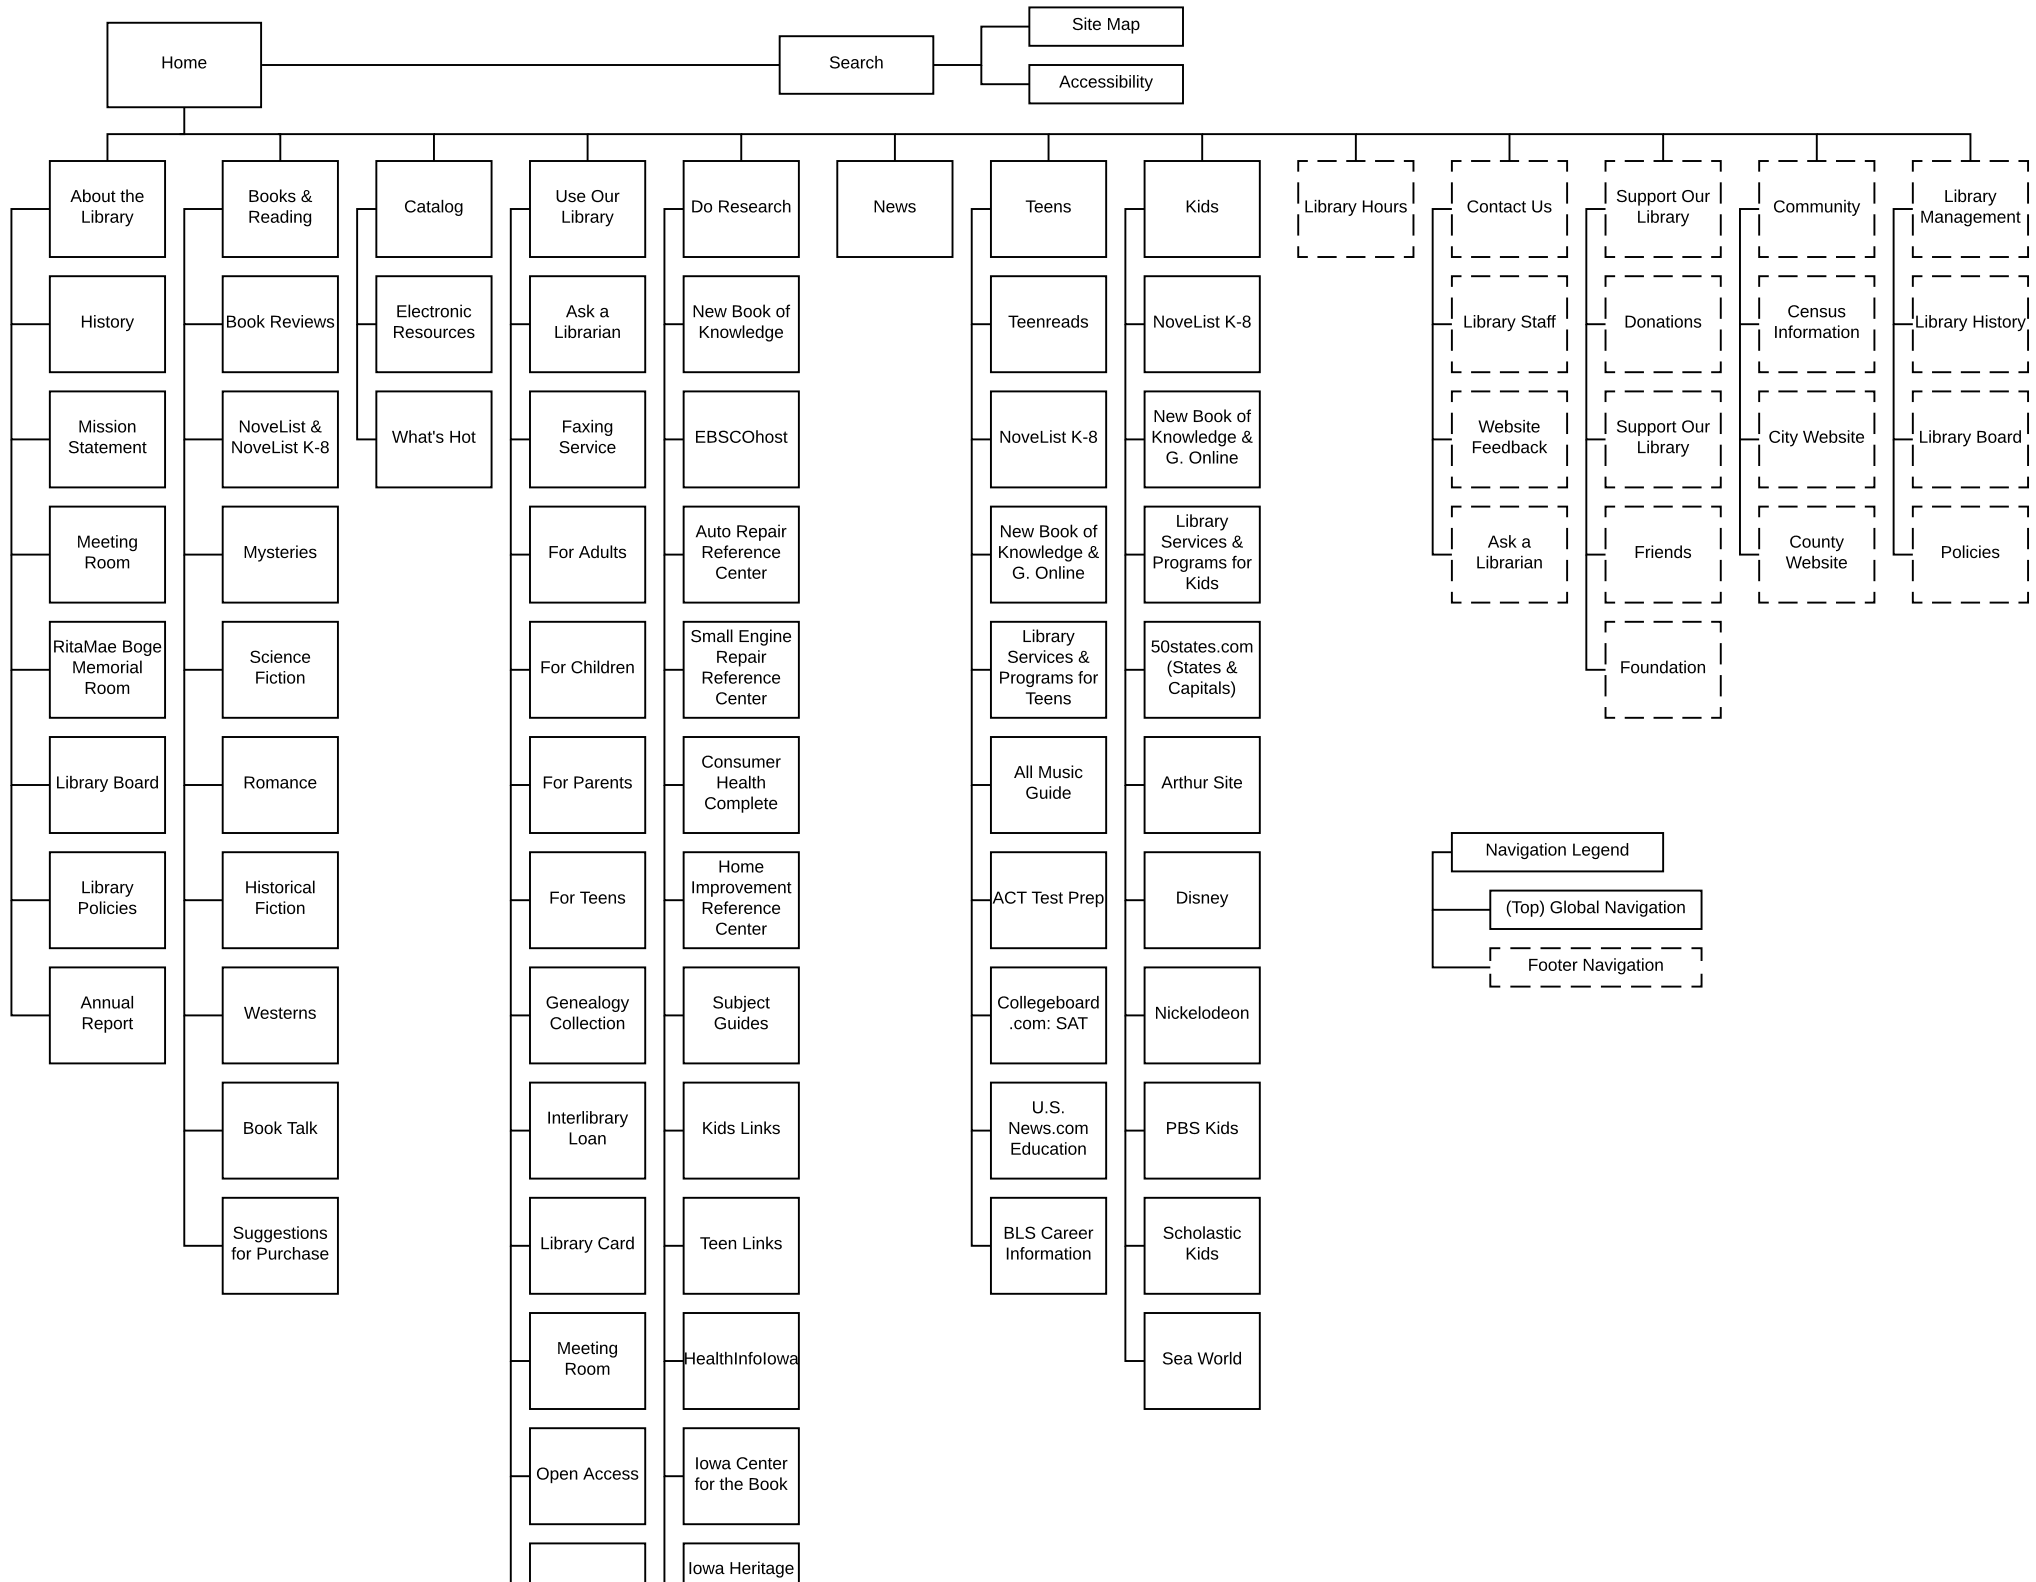 Home
Search
Site Map
Accessibility
About the
Library
History
Mission
Statement
Meeting
Room
RitaMae Boge
Memorial
Room
Library Board
Library
Policies
Annual
Report
Books &
Reading
Book Reviews
NoveList &
NoveList K-8
Mysteries
Science
Fiction
Romance
Historical
Fiction
Westerns
Book Talk
Suggestions
for Purchase
Catalog
Electronic
Resources
What's Hot
Use Our
Library
Ask a
Librarian
Faxing
Service
For Adults
For Children
For Parents
For Teens
Genealogy
Collection
Interlibrary
Loan
Library Card
Meeting
Room
Open Access
Do Research
New Book of
Knowledge
EBSCOhost
Auto Repair
Reference
Center
Small Engine
Repair
Reference
Center
Consumer
Health
Complete
Home
Improvement
Reference
Center
Subject
Guides
Kids Links
Teen Links
HealthInfoIowa
Iowa Center
for the Book
Iowa Heritage
News
Teens
Teenreads
NoveList K-8
New Book of
Knowledge &
G. Online
Library
Services &
Programs for
Teens
All Music
Guide
ACT Test Prep
Collegeboard
.com: SAT
U.S.
News.com
Education
BLS Career
Information
Kids
NoveList K-8
New Book of
Knowledge &
G. Online
Library
Services &
Programs for
Kids
50states.com
(States &
Capitals)
Arthur Site
Disney
Nickelodeon
PBS Kids
Scholastic
Kids
Sea World
Library Hours
Contact Us
Library Staff
Website
Feedback
Ask a
Librarian
Support Our
Library
Donations
Support Our
Library
Friends
Foundation
Community
Census
Information
City Website
County
Website
Library
Management
Library History
Library Board
Policies
Navigation Legend
(Top) Global Navigation
Footer Navigation